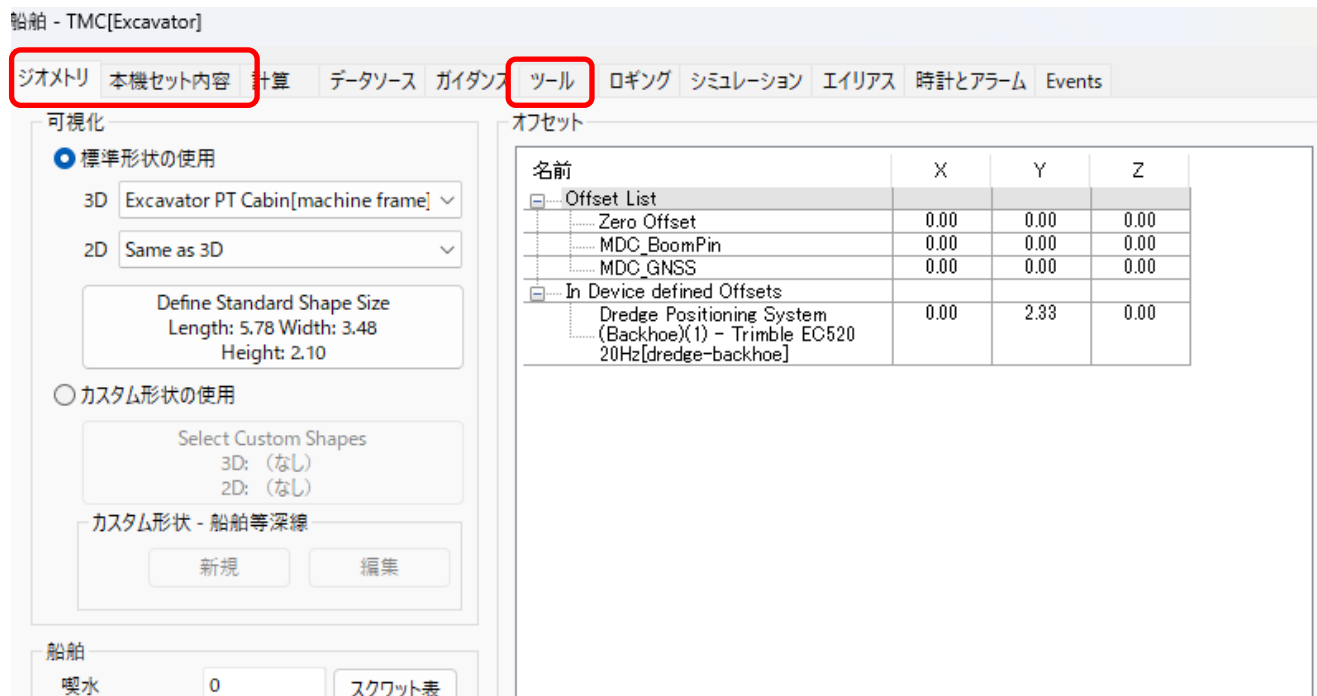 船舶 - TMC[Excavator]
ジオメトリ 本機セット内容 計算 データソース ガイダンス ツール ロギング シミュレーション エイリアス 時計とアラーム Events
可視化
標準形状の使用
3D Excavator PT Cabin[machine frame]
2D Same as 3D
Define Standard Shape Size
Length: 5.78 Width: 3.48
Height: 2.10
カスタム形状の使用
Select Custom Shapes
3D: （なし）
2D: （なし）
カスタム形状 - 船舶等深線
新規 編集
船舶
喫水 0 スクワット表
オフセット
名前 X Y Z
Offset List
Zero Offset 0.00 0.00 0.00
MDC_BoomPin 0.00 0.00 0.00
MDC_GNSS 0.00 0.00 0.00
In Device defined Offsets
Dredge Positioning System 0.00 2.33 0.00
(Backhoe)(1) - Trimble EC520
20Hz[dredge-backhoe]